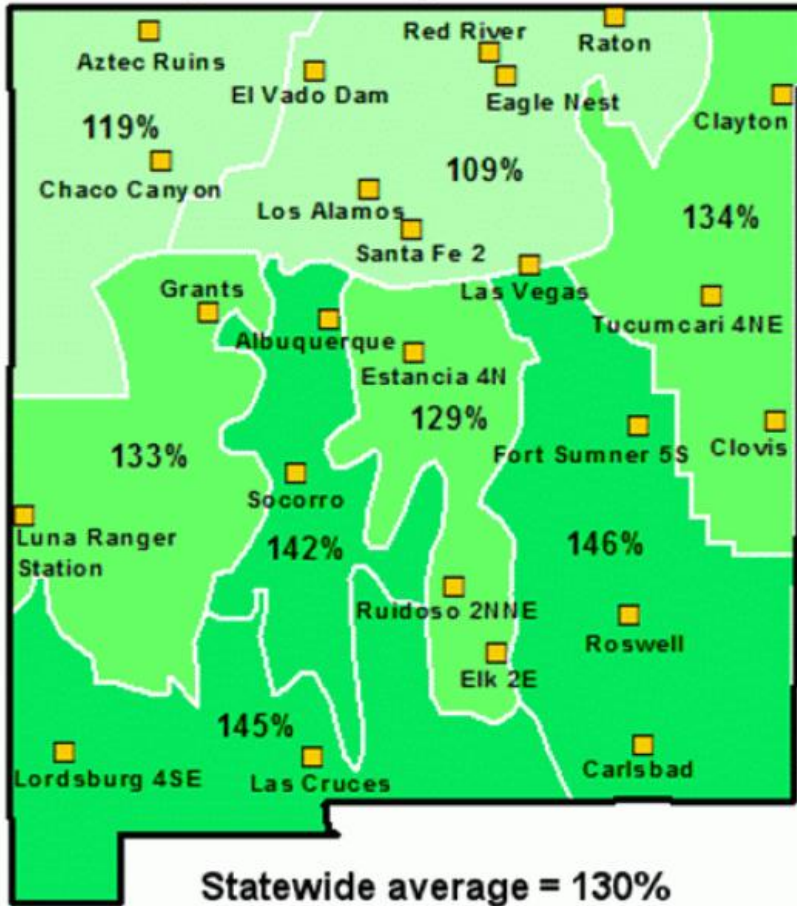 Red River
Raton
Aztec Ruins
El Vado Dam
Eagle Nest
Clayton
119%
Chaco Canyon
109%
Los Alamos
134%
Santa Fe 2
Grants
Las Vegas
Tucumcari 4NE
Albuquerque
Estancia 4N
129%
Clovis
133%
Fort Sumner 5S
Socorro
Luna Ranger
Station
142%
146%
Ruidoso 2NNE
Roswell
Elk 2E
145%
Lordsburg 4SE
Las Cruces
Carlsbad
Statewide average = 130%